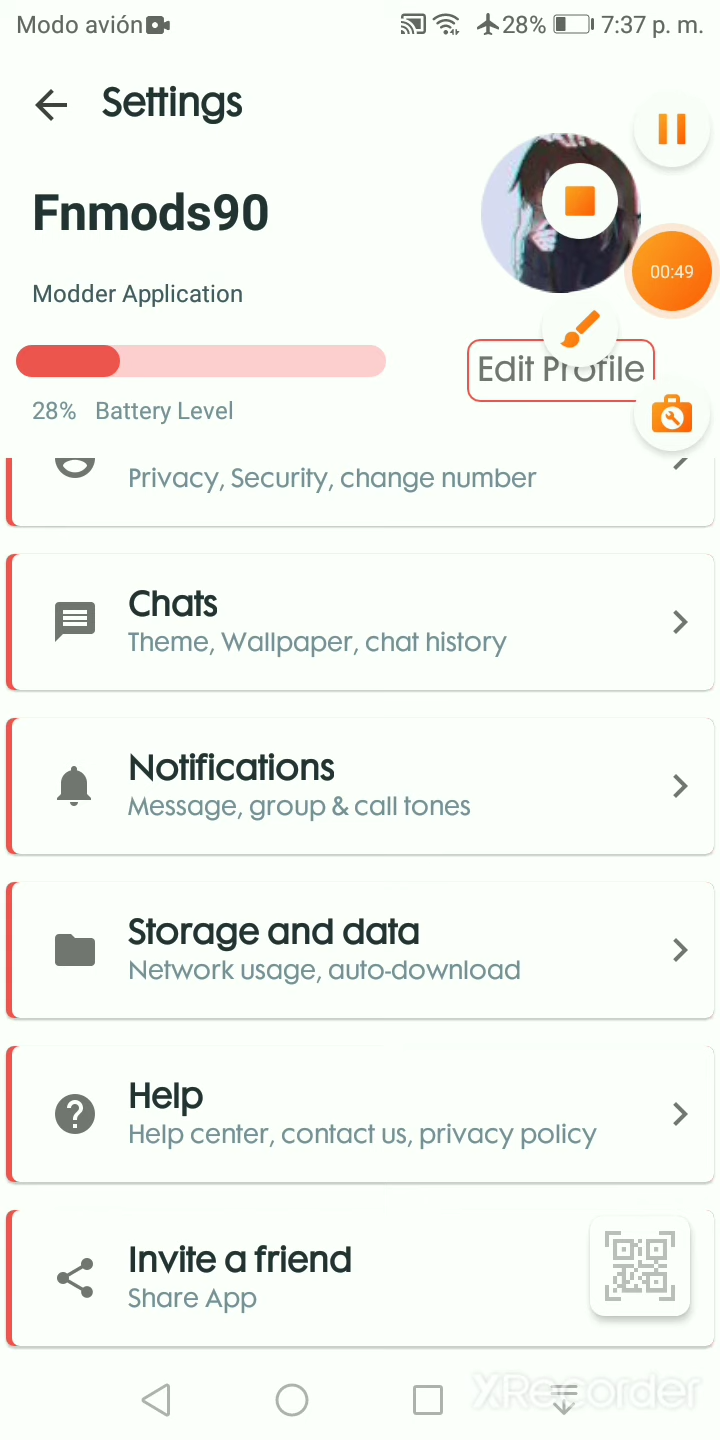 Modo avión 28% 7:37 p. m.
Settings
Fnmods90
00:49
Modder Application
Edit Profile
28% Battery Level
Privacy, Security, change number
Chats
Theme, Wallpaper, chat history
Notifications
Message, group & call tones
Storage and data
Network usage, auto-download
Help
Help center, contact us, privacy policy
Invite a friend
Share App
XRecorder